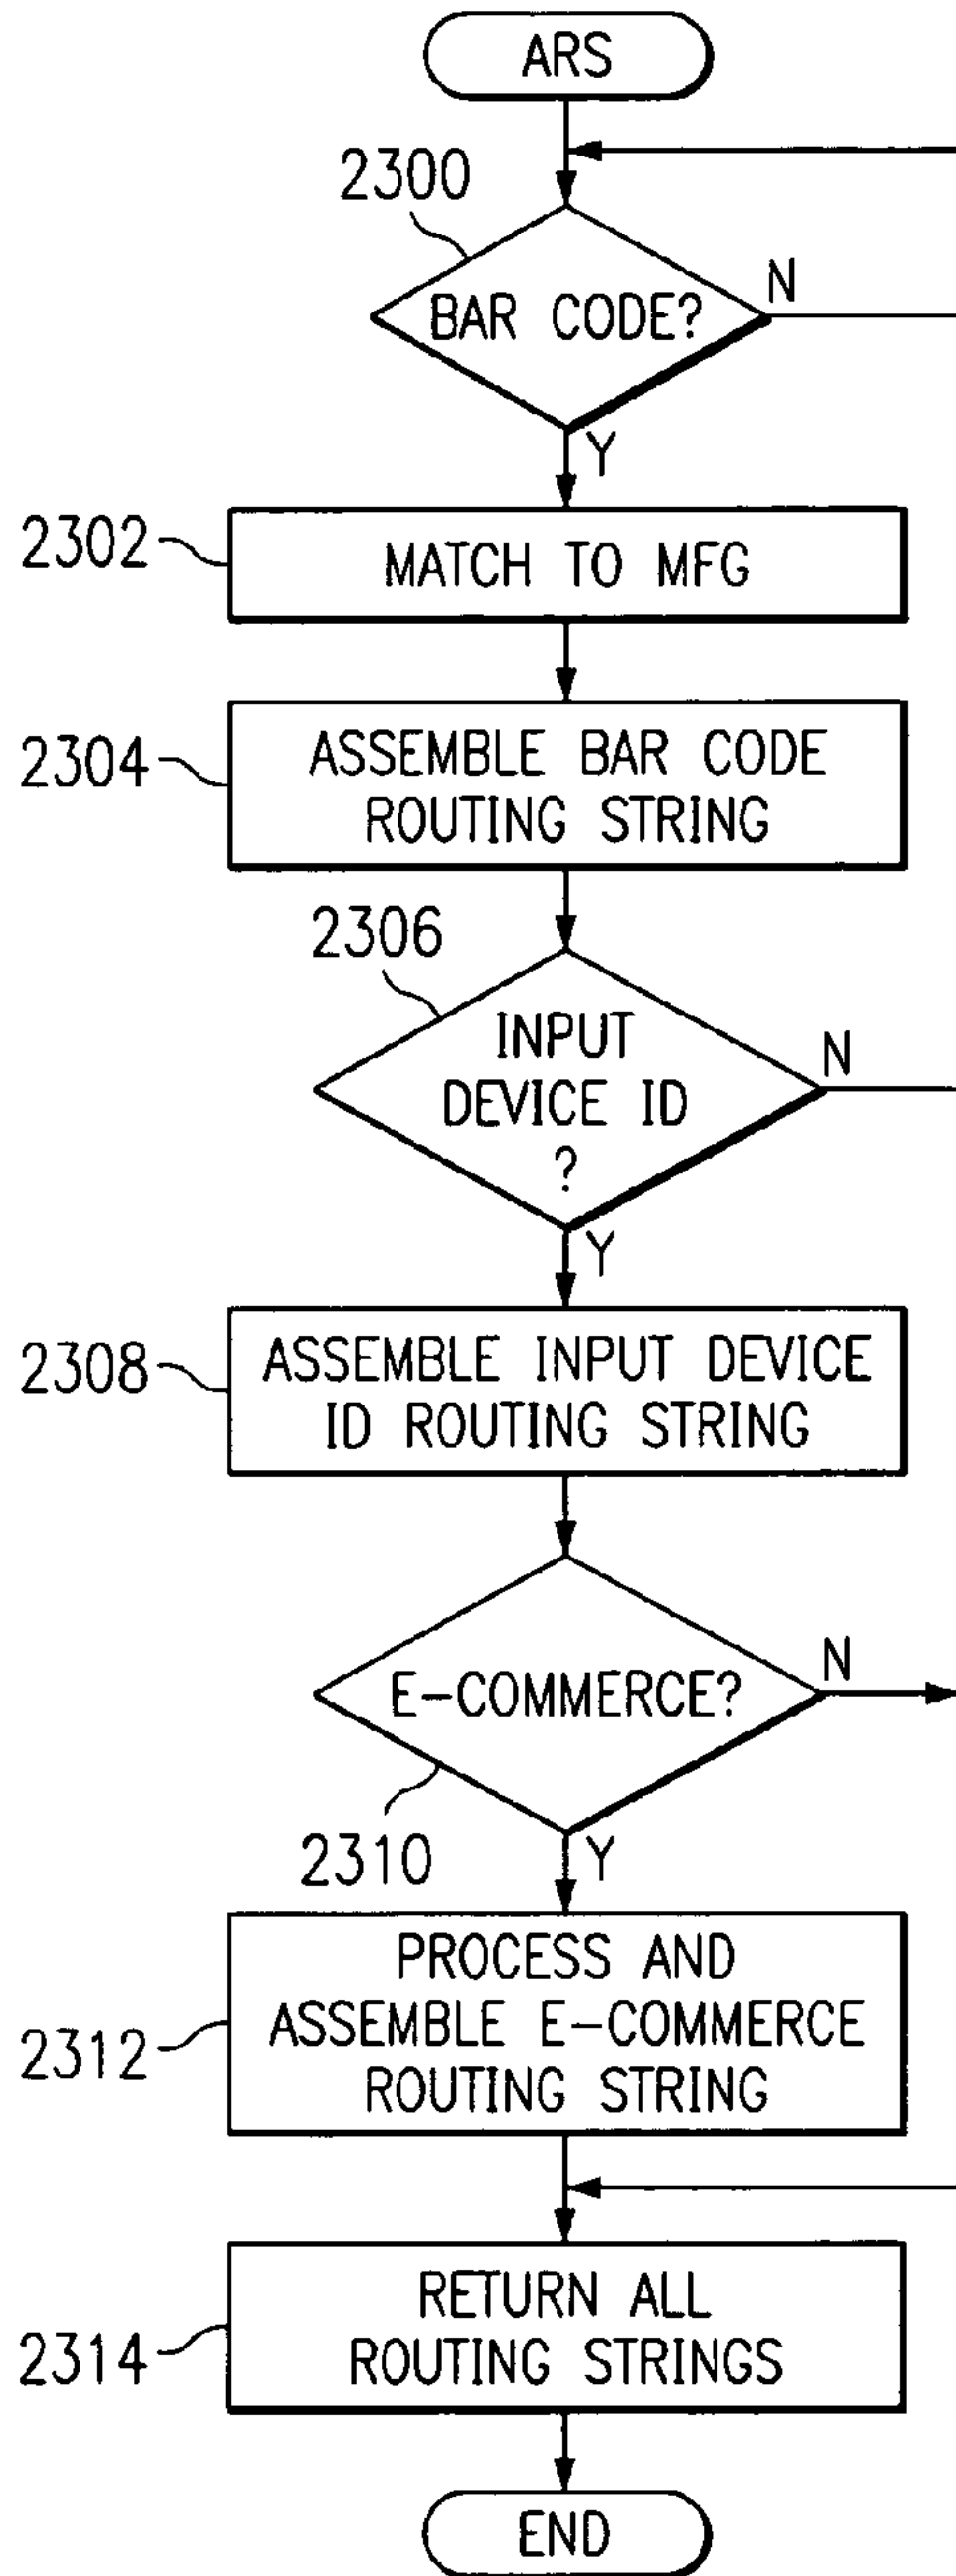 ARS
2300
BAR CODE?
N
Y
2302
MATCH TO MFG
2304
ASSEMBLE BAR CODE
ROUTING STRING
2306
INPUT
DEVICE ID
?
N
Y
2308
ASSEMBLE INPUT DEVICE
ID ROUTING STRING
E-COMMERCE?
N
2310
Y
2312
PROCESS AND
ASSEMBLE E-COMMERCE
ROUTING STRING
2314
RETURN ALL
ROUTING STRINGS
END